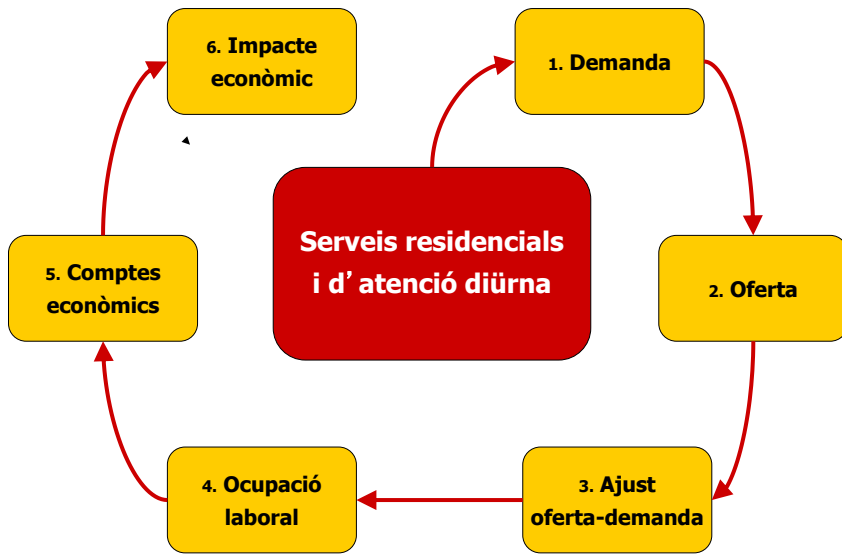 Serveis residencials
i d’ atenció diürna
1. Demanda
2. Oferta
3. Ajust
oferta-demanda
4. Ocupació
laboral
5. Comptes
econòmics
6. Impacte
econòmic